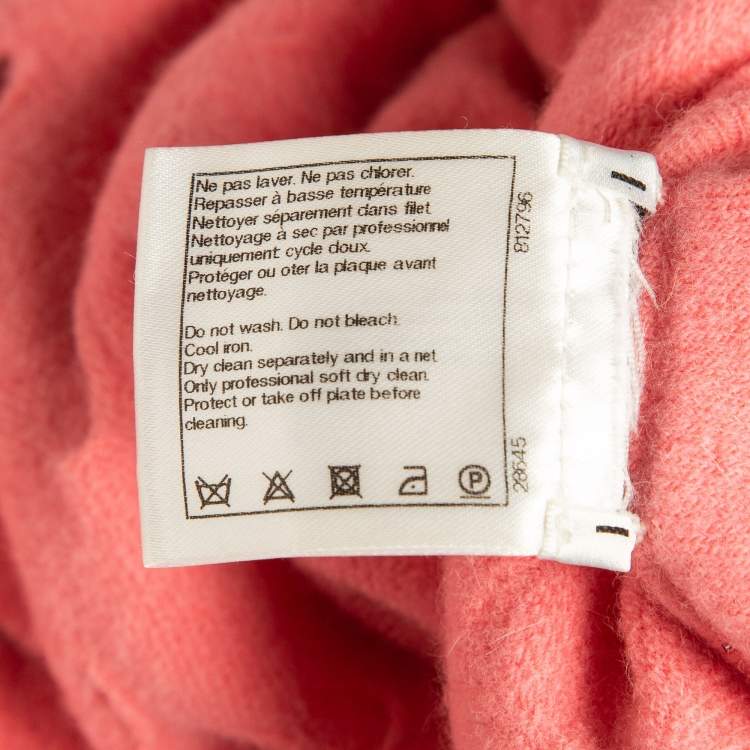 Ne pas laver. Ne pas chlorer.
Repasser à basse température
Nettoyer séparement dans filet
Nettoyage à sec par professionnel
uniquement: cycle doux.
Protéger ou oter la plaque avant
nettoyage.
Do not wash. Do not bleach.
Cool iron.
Dry clean separately and in a net
Only professional soft dry clean.
Protect or take off plate before
cleaning.
P
812796
28645